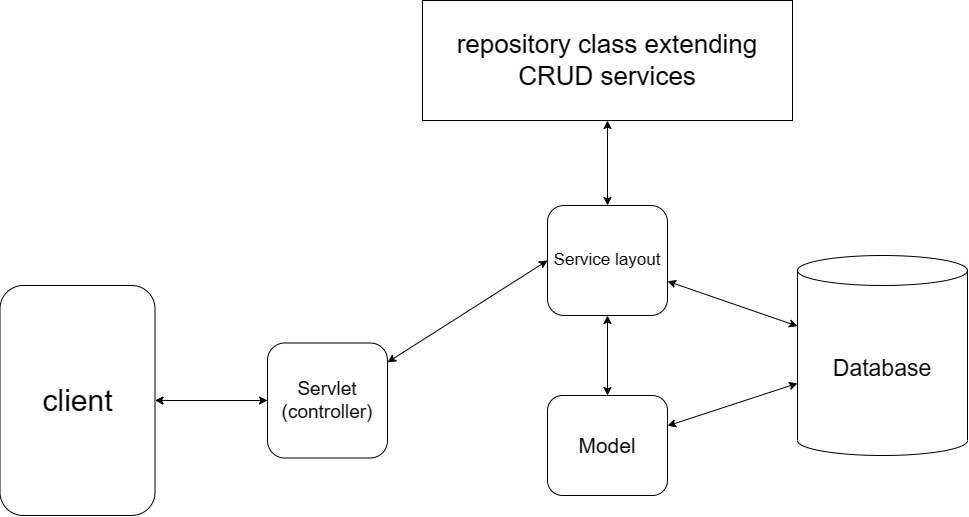 repository class extending
CRUD services
Service layout
Database
client
Servlet
(controller)
Model